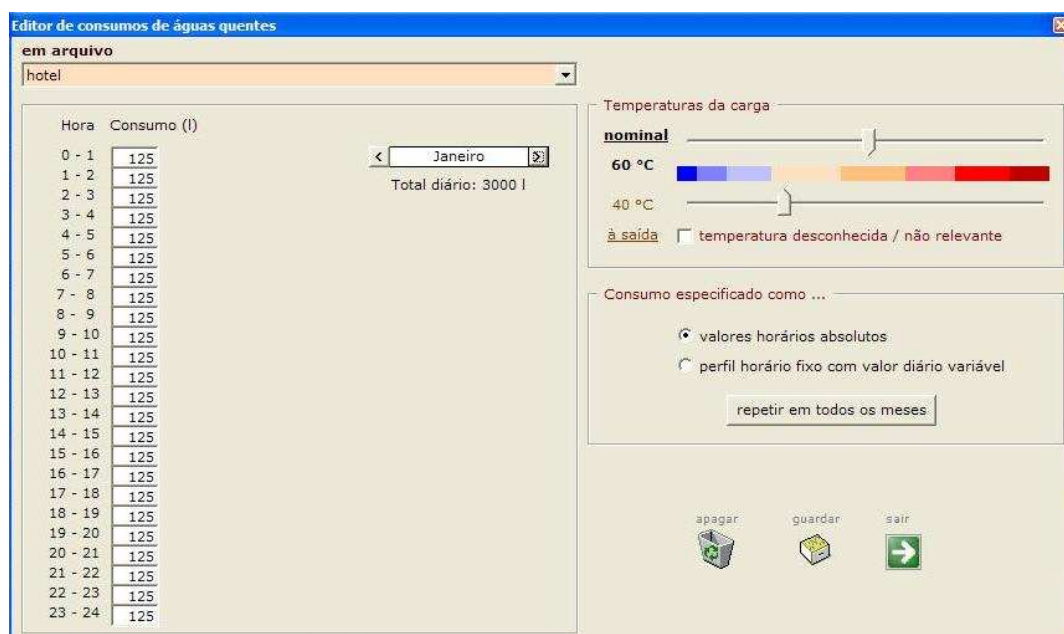 Editor de consumos de águas quentes
em arquivo
hotel
Hora Consumo (l)
0 - 1 125
1 - 2 125
2 - 3 125
3 - 4 125
4 - 5 125
5 - 6 125
6 - 7 125
7 - 8 125
8 - 9 125
9 - 10 125
10 - 11 125
11 - 12 125
12 - 13 125
13 - 14 125
14 - 15 125
15 - 16 125
16 - 17 125
17 - 18 125
18 - 19 125
19 - 20 125
20 - 21 125
21 - 22 125
22 - 23 125
23 - 24 125
< Janeiro >
Total diário: 3000 l
Temperaturas da carga
nominal
60 °C
40 °C
à saída temperatura desconhecida / não relevante
Consumo especificado como ...
valores horários absolutos
perfil horário fixo com valor diário variável
repetir em todos os meses
apagar guardar sair